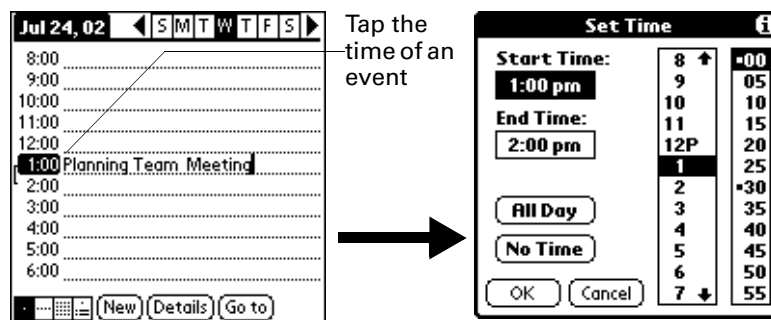 Jul 24, 02 S M T W T F S
8:00
9:00
10:00
11:00
12:00
1:00 Planning Team Meeting
2:00
3:00
4:00
5:00
6:00
New Details Go to
Tap the
time of an
event
Set Time i
Start Time:
1:00 pm
End Time:
2:00 pm
All Day
No Time
OK Cancel
8 00
9 05
10 10
11 15
12P 20
1 25
2 30
3 35
4 40
5 45
6 50
7 55